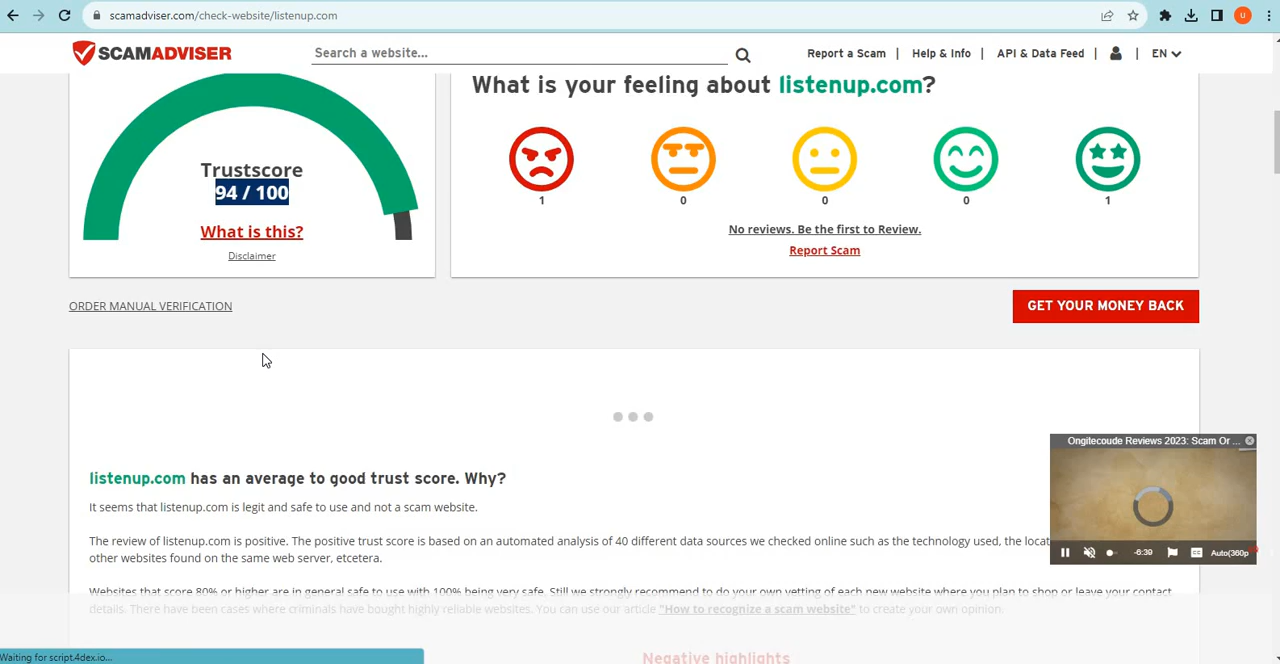 scamadviser.com/check-website/listenup.com
u
SCAMADVISER
Search a website...
Report a Scam | Help & Info | API & Data Feed | | EN
Trustscore
94 / 100
What is this?
Disclaimer
What is your feeling about listenup.com?
1 0 0 0 1
No reviews. Be the first to Review.
Report Scam
ORDER MANUAL VERIFICATION
GET YOUR MONEY BACK
listenup.com has an average to good trust score. Why?
It seems that listenup.com is legit and safe to use and not a scam website.
The review of listenup.com is positive. The positive trust score is based on an automated analysis of 40 different data sources we checked online such as the technology used, the locat
other websites found on the same web server, etcetera.
Websites that score 80% or higher are in general safe to use with 100% being very safe. Still we strongly recommend to do your own vetting of each new website where you plan to shop or leave your contact
details. There have been cases where criminals have bought highly reliable websites. You can use our article "How to recognize a scam website" to create your own opinion.
Negative highlights
Ongitecoude Reviews 2023: Scam Or ...
-6:39
Auto(360p
Waiting for script.4dex.io...